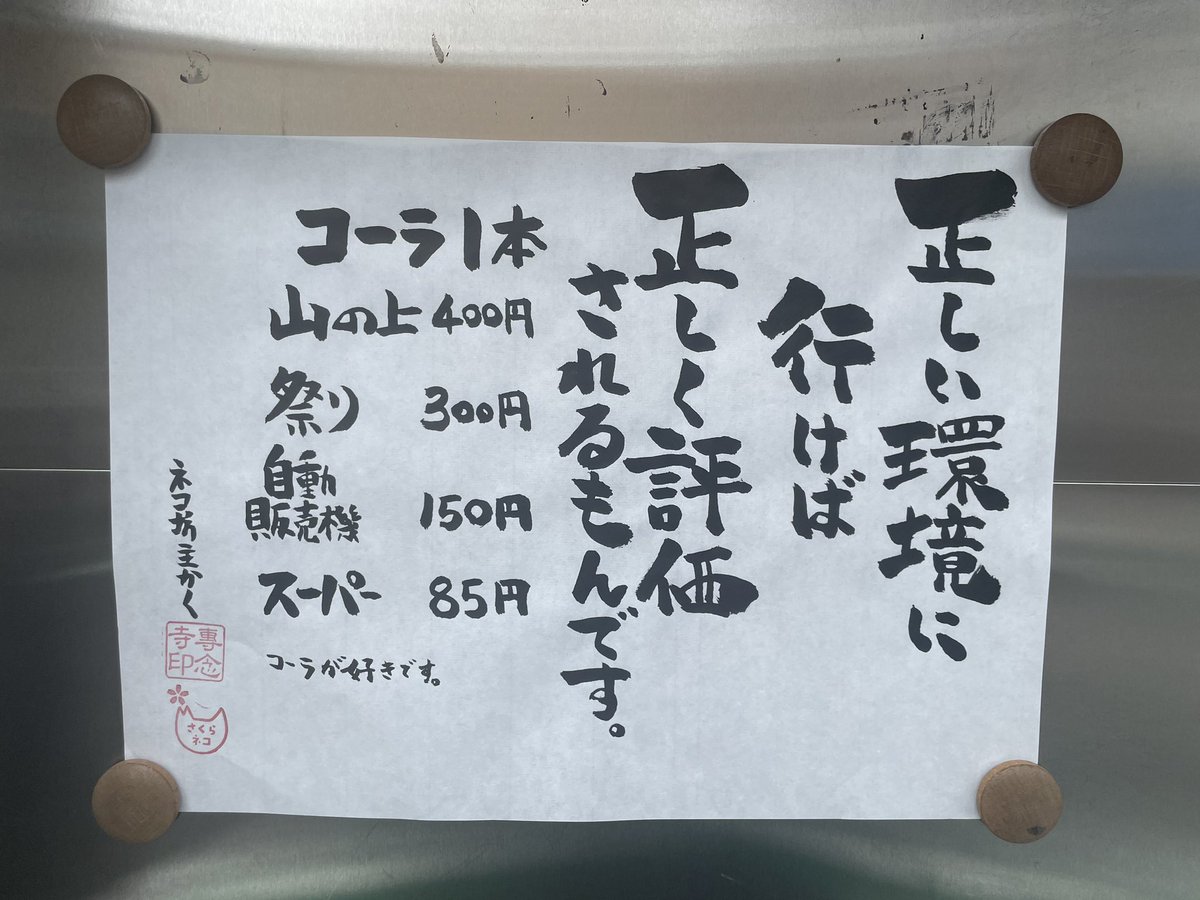 正しい環境に
行けば
正しく評価
されるもんです。
コーラ1本
山の上 400円
祭り 300円
自動
販売機 150円
スーパー 85円
コーラが好きです。
ネコ坊主かく
專念
寺印
さくら
ネコ